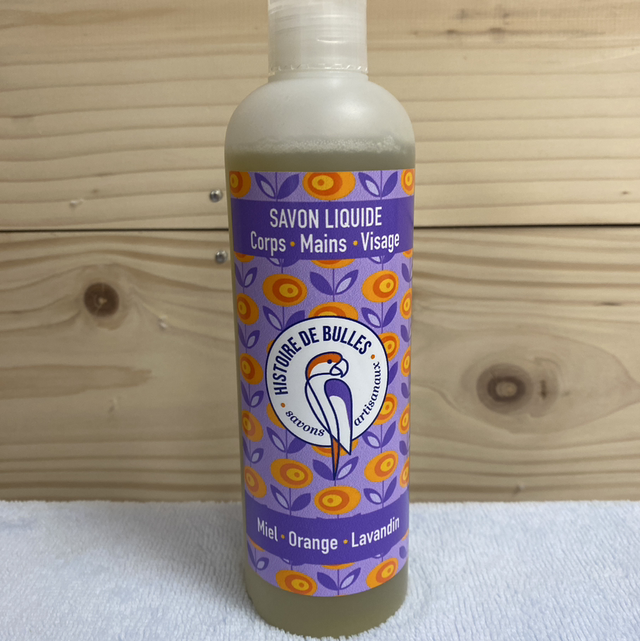 SAVON LIQUIDE
Corps • Mains • Visage
HISTOIRE DE BULLES
savons artisanaux
Miel • Orange • Lavandin